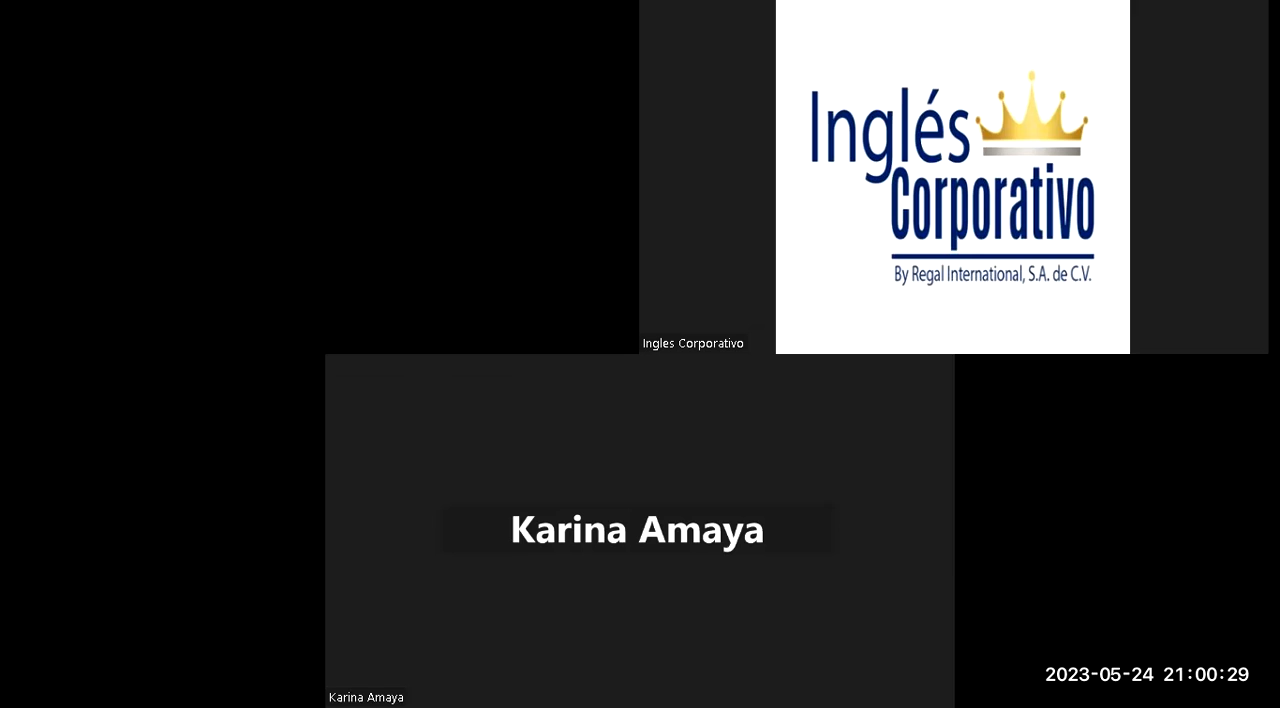 Inglés
Corporativo
By Regal International, S.A. de C.V.
Ingles Corporativo
Karina Amaya
Karina Amaya
2023-05-24 21:00:29